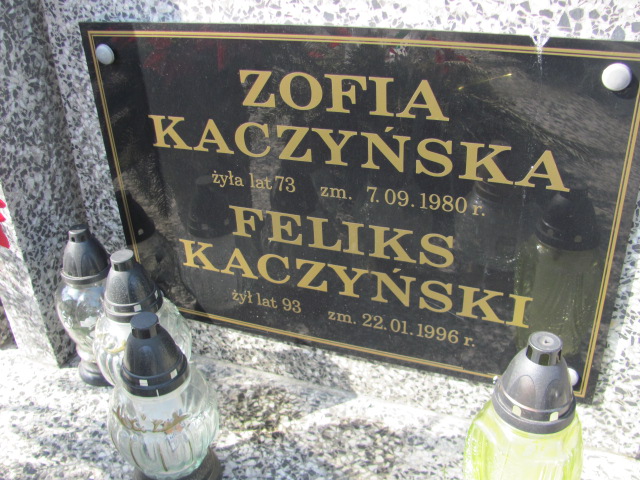 ZOFIA
KACZYŃSKA
żyła lat 73 zm. 7.09.1980 r.
FELIKS
KACZYŃSKI
żył lat 93 zm. 22.01.1996 r.